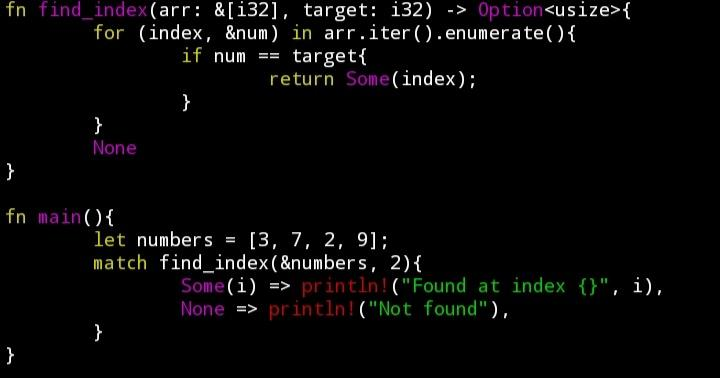 fn find_index(arr: &[i32], target: i32) -> Option<usize>{
        for (index, &num) in arr.iter().enumerate(){
                if num == target{
                        return Some(index);
                }
        }
        None
}

fn main(){
        let numbers = [3, 7, 2, 9];
        match find_index(&numbers, 2){
                Some(i) => println!("Found at index {}", i),
                None => println!("Not found"),
        }
}